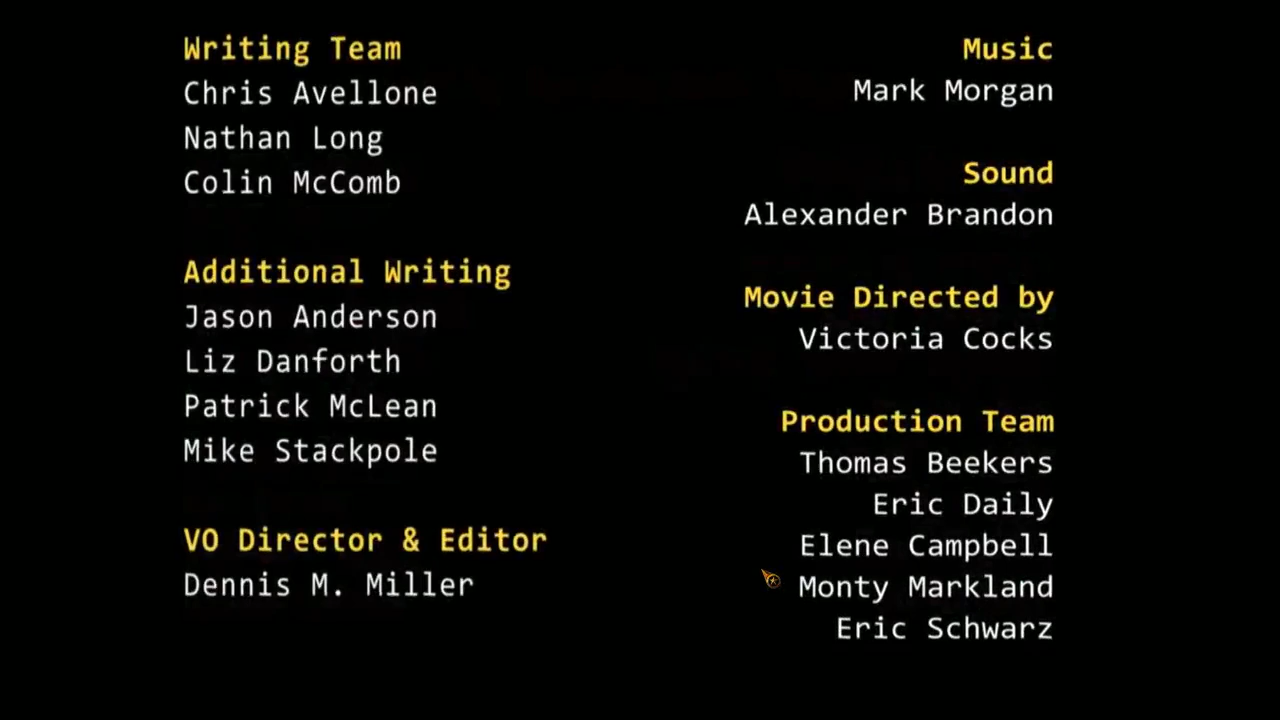 Writing Team
Chris Avellone
Nathan Long
Colin McComb
Additional Writing
Jason Anderson
Liz Danforth
Patrick McLean
Mike Stackpole
VO Director & Editor
Dennis M. Miller
Music
Mark Morgan
Sound
Alexander Brandon
Movie Directed by
Victoria Cocks
Production Team
Thomas Beekers
Eric Daily
Elene Campbell
Monty Markland
Eric Schwarz